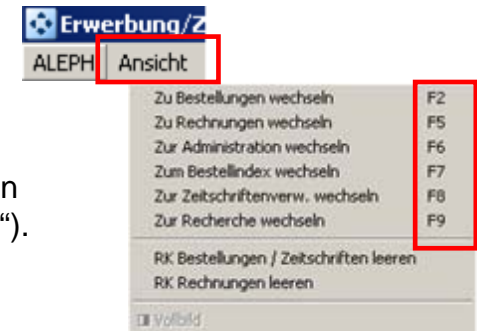 Erwerbung/Z
ALEPH Ansicht
Zu Bestellungen wechseln F2
Zu Rechnungen wechseln F5
Zur Administration wechseln F6
Zum Bestellindex wechseln F7
Zur Zeitschriftenverw. wechseln F8
Zur Recherche wechseln F9
n
“).
RK Bestellungen / Zeitschriften leeren
RK Rechnungen leeren
Vollbild